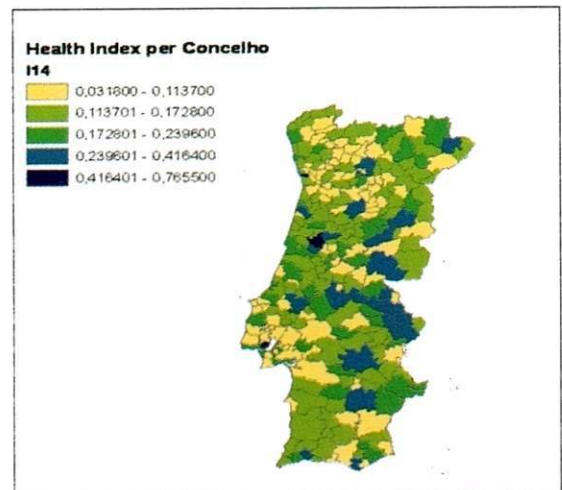 Health Index per Concelho
I14
0,031800 - 0,113700
0,113701 - 0,172800
0,172801 - 0,239600
0,239601 - 0,416400
0,416401 - 0,765500